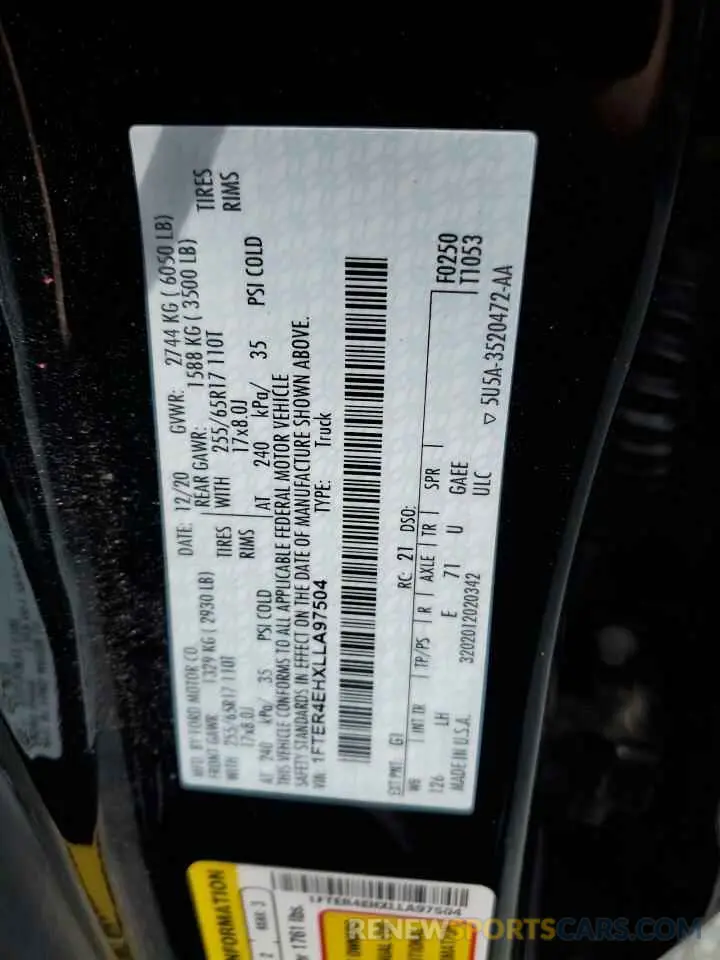 MFD. BY FORD MOTOR CO.
DATE: 12/20 GVWR: 2744 KG ( 6050 LB)
FRONT GAWR: 1329 KG ( 2930 LB)
REAR GAWR: 1588 KG ( 3500 LB)
WITH 255/65R17 110T TIRES
WITH 255/65R17 110T TIRES
17x8.0J RIMS
17x8.0J RIMS
AT 240 kPa/ 35 PSI COLD
AT 240 kPa/ 35 PSI COLD
THIS VEHICLE CONFORMS TO ALL APPLICABLE FEDERAL MOTOR VEHICLE
SAFETY STANDARDS IN EFFECT ON THE DATE OF MANUFACTURE SHOWN ABOVE.
VIN: 1FTER4EHXLLA97504 TYPE: Truck
EXT PNT: G1 RC: 21 DSO: F0250
T1053
WB INT TR TP/PS R AXLE TR SPR
126 LH E 71 U GAEE
MADE IN U.S.A. 3202012020342 ULC
5U5A-3520472-AA
1FTER4EHXLLA97504
1761 lbs.
RENEWSPORTSCARS.COM